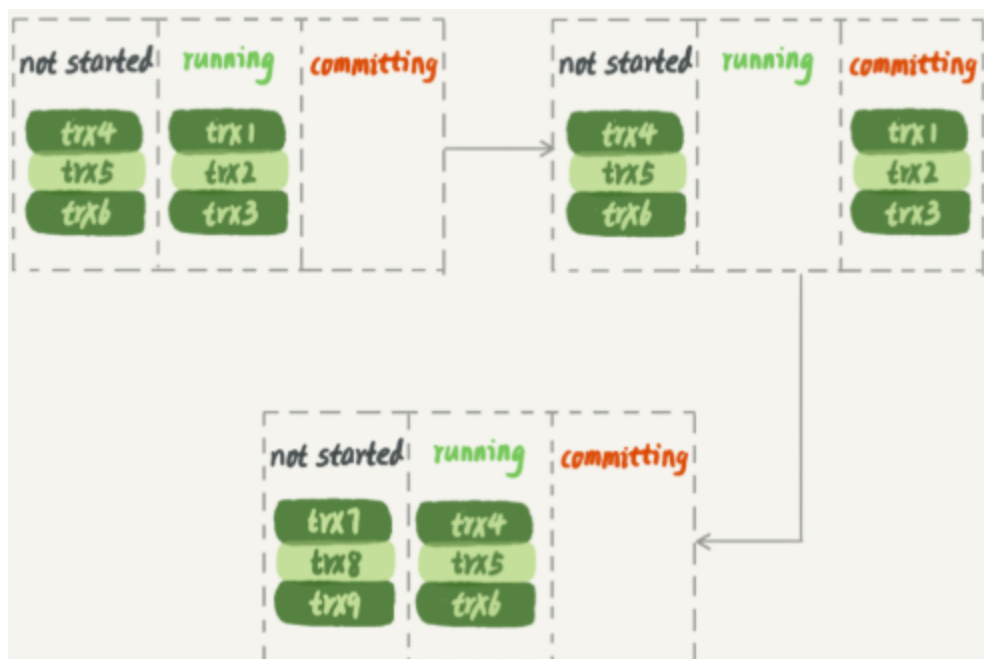 not started running committing
trx4 trx1
trx5 trx2
trx6 trx3
not started running committing
trx4 trx1
trx5 trx2
trx6 trx3
not started running committing
trx7 trx4
trx8 trx5
trx9 trx6